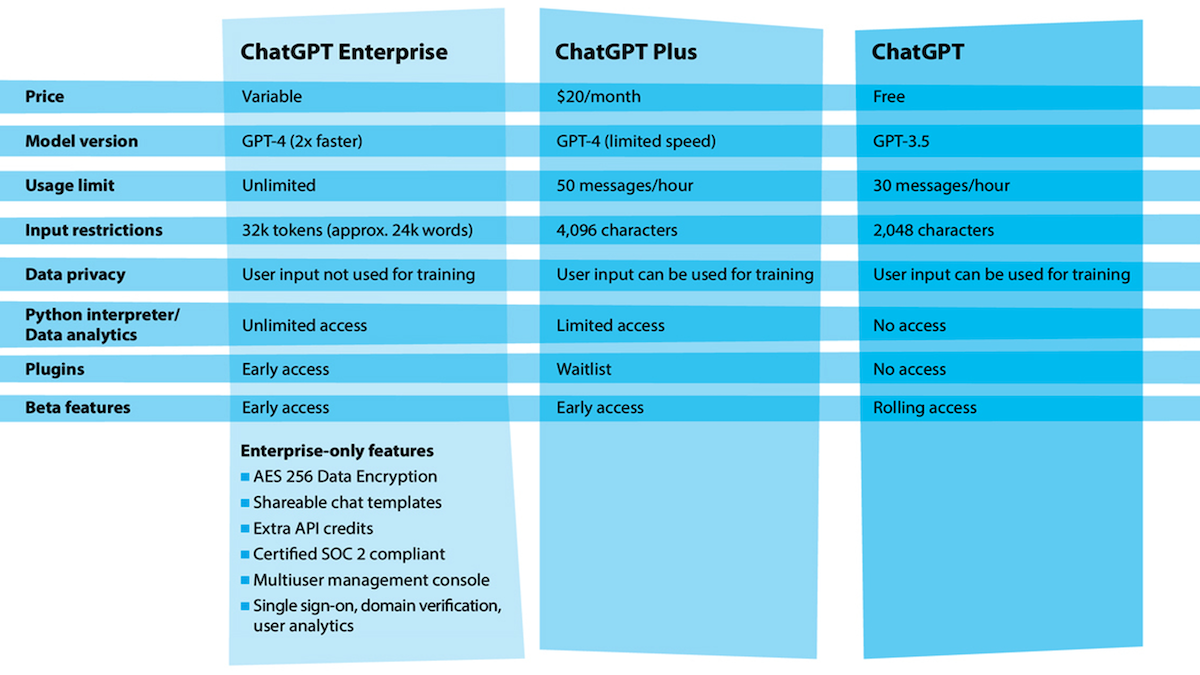 ChatGPT Enterprise ChatGPT Plus ChatGPT
Price Variable $20/month Free
Model version GPT-4 (2x faster) GPT-4 (limited speed) GPT-3.5
Usage limit Unlimited 50 messages/hour 30 messages/hour
Input restrictions 32k tokens (approx. 24k words) 4,096 characters 2,048 characters
Data privacy User input not used for training User input can be used for training User input can be used for training
Python interpreter/
Data analytics Unlimited access Limited access No access
Plugins Early access Waitlist No access
Beta features Early access Early access Rolling access
Enterprise-only features
AES 256 Data Encryption
Shareable chat templates
Extra API credits
Certified SOC 2 compliant
Multiuser management console
Single sign-on, domain verification,
user analytics